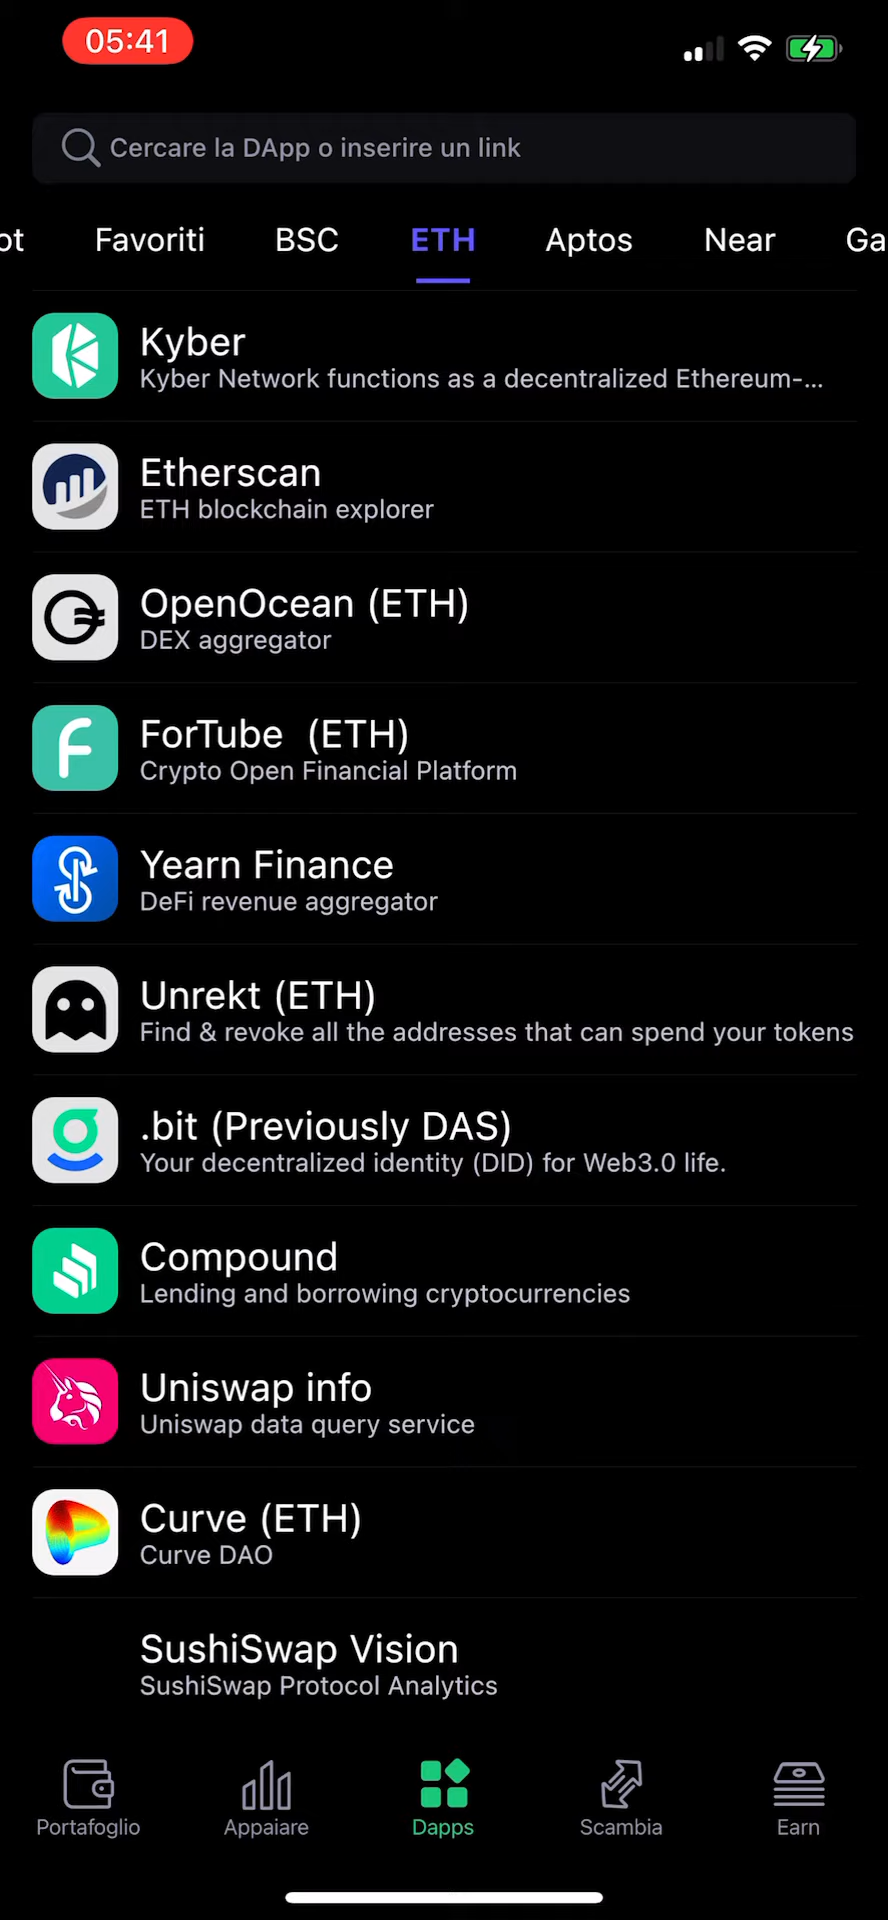 05:41
Cercare la DApp o inserire un link
ot Favoriti BSC ETH Aptos Near Ga
Kyber
Kyber Network functions as a decentralized Ethereum-...
Etherscan
ETH blockchain explorer
OpenOcean (ETH)
DEX aggregator
ForTube (ETH)
Crypto Open Financial Platform
Yearn Finance
DeFi revenue aggregator
Unrekt (ETH)
Find & revoke all the addresses that can spend your tokens
.bit (Previously DAS)
Your decentralized identity (DID) for Web3.0 life.
Compound
Lending and borrowing cryptocurrencies
Uniswap info
Uniswap data query service
Curve (ETH)
Curve DAO
SushiSwap Vision
SushiSwap Protocol Analytics
Portafoglio Appaiare Dapps Scambia Earn